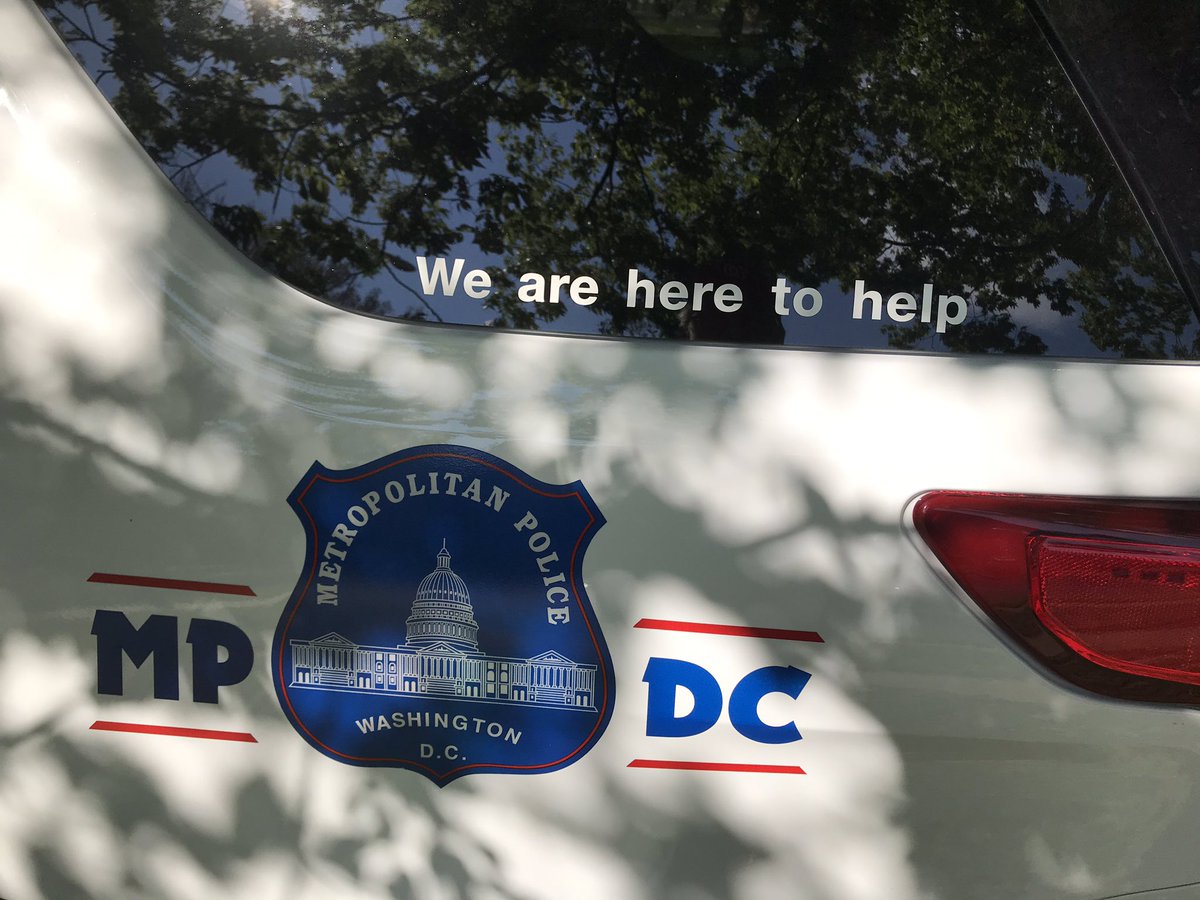 We are here to help
METROPOLITAN POLICE
MP
DC
WASHINGTON
D.C.